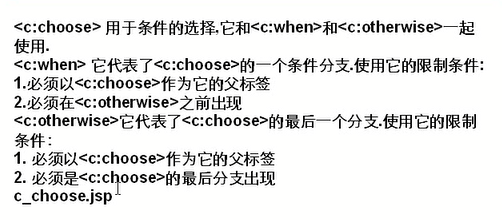 <c:choose> 用于条件的选择,它和<c:when>和<c:otherwise>一起
使用.
<c:when> 它代表了<c:choose>的一个条件分支.使用它的限制条件:
1.必须以<c:choose>作为它的父标签
2.必须在<c:otherwise>之前出现
<c:otherwise>它代表了<c:choose>的最后一个分支.使用它的限制
条件：
1. 必须以<c:choose>作为它的父标签
2. 必须是<c:choose>的最后分支出现
c_choose.jsp